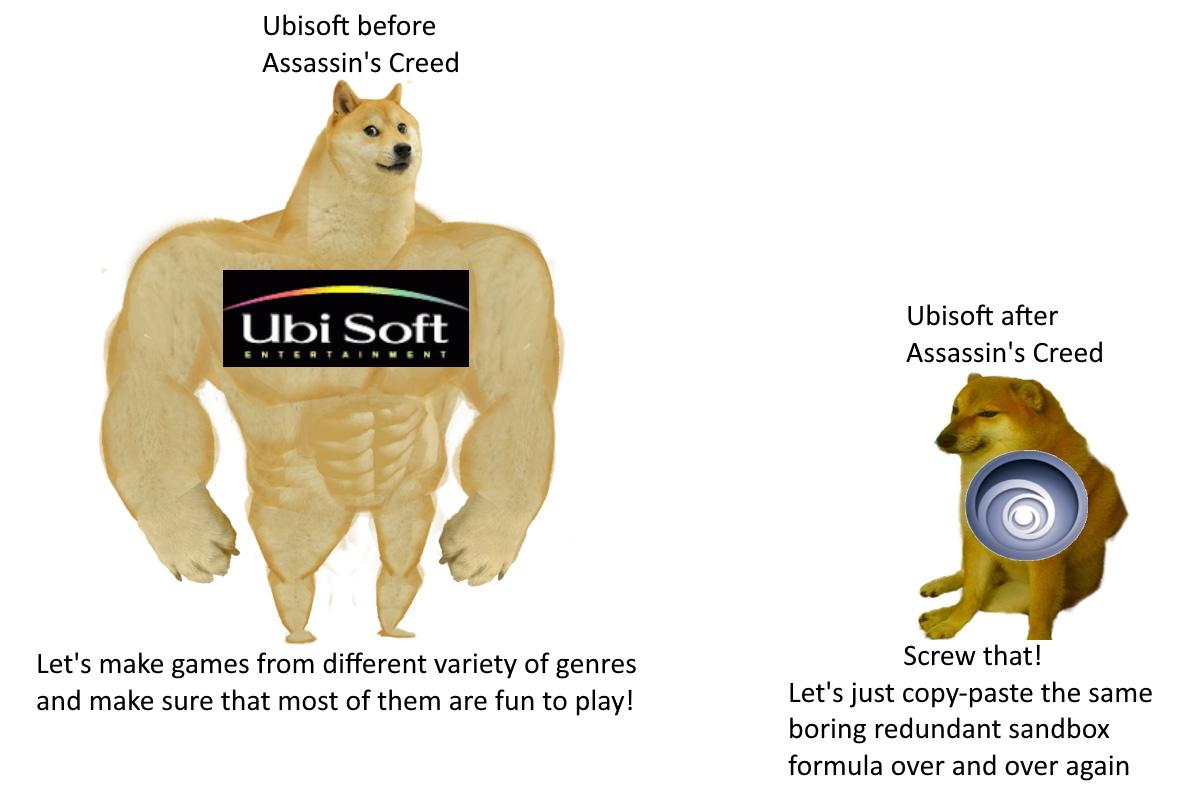 Ubisoft before
Assassin's Creed
Ubi Soft
ENTERTAINMENT
Let's make games from different variety of genres
and make sure that most of them are fun to play!
Ubisoft after
Assassin's Creed
Screw that!
Let's just copy-paste the same
boring redundant sandbox
formula over and over again